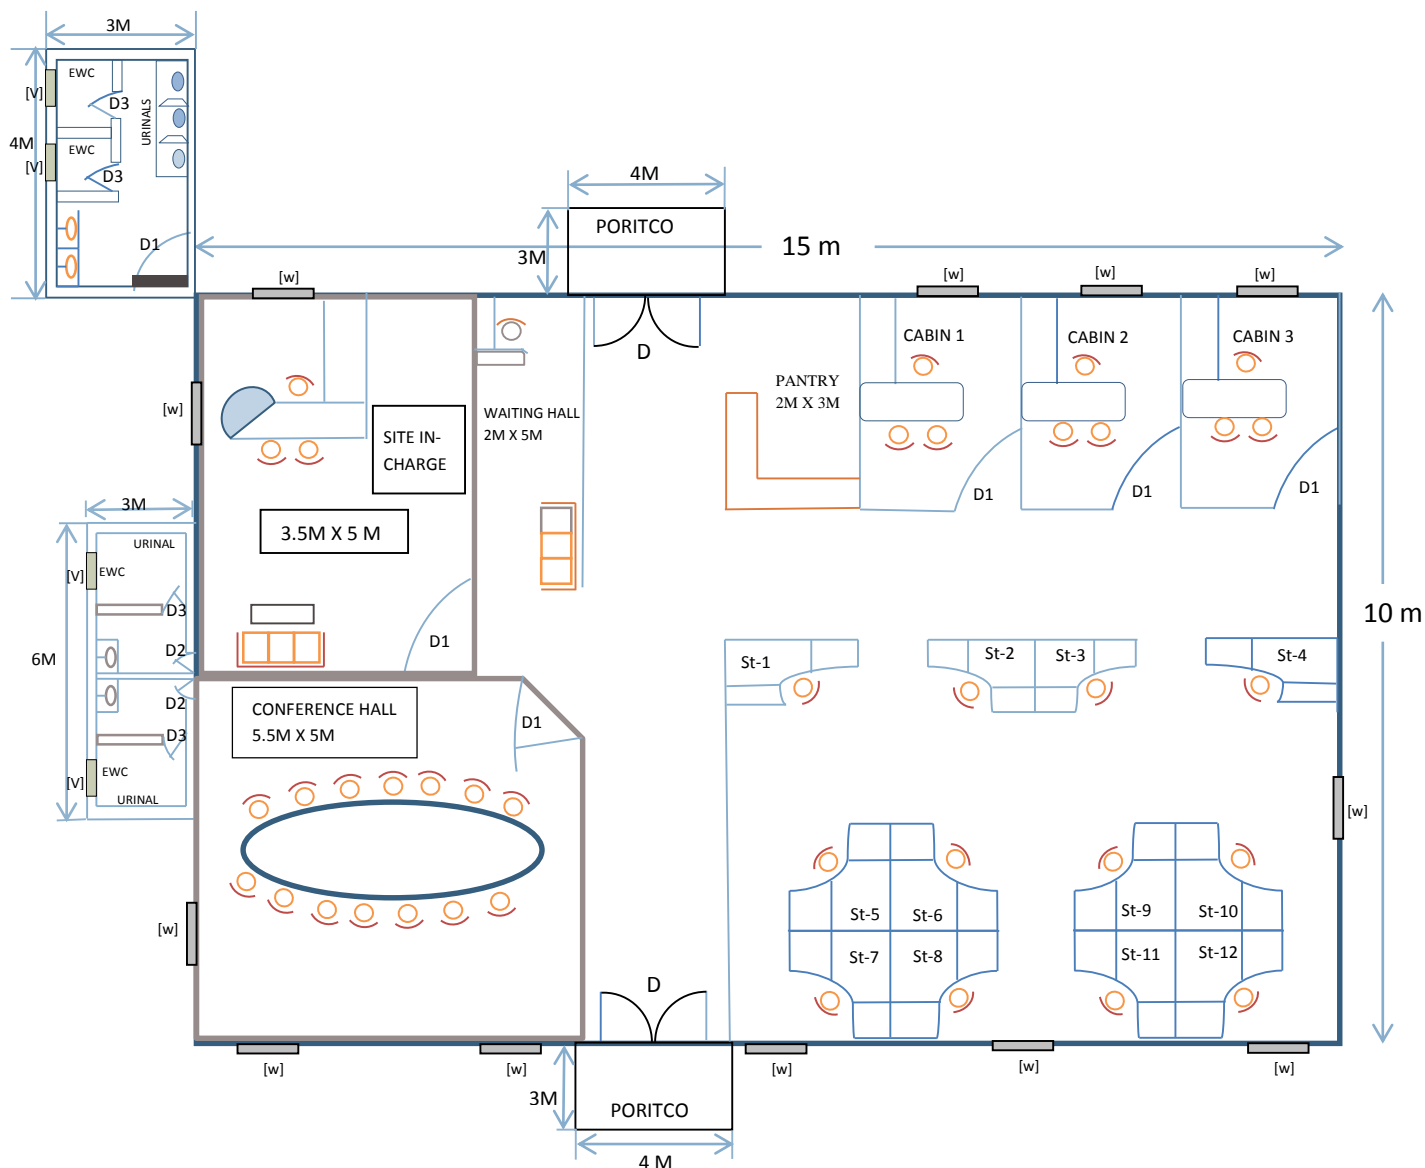 3M
EWC
[V]
D3
URINALS
4M
EWC
[V]
D3
D1
4M
PORITCO
3M
15 m
[w]
[w]
[w]
[w]
D
CABIN 1
CABIN 2
CABIN 3
PANTRY
2M X 3M
[w]
WAITING HALL
2M X 5M
SITE IN-
CHARGE
D1
D1
D1
3M
3.5M X 5 M
URINAL
[V]
EWC
D3
10 m
D1
D2
6M
St-1
St-2
St-3
St-4
D2
CONFERENCE HALL
5.5M X 5M
D1
D3
EWC
[V]
URINAL
[w]
St-5
St-6
St-9
St-10
[w]
St-7
St-8
St-11
St-12
D
[w]
[w]
[w]
[w]
[w]
3M
PORITCO
4 M